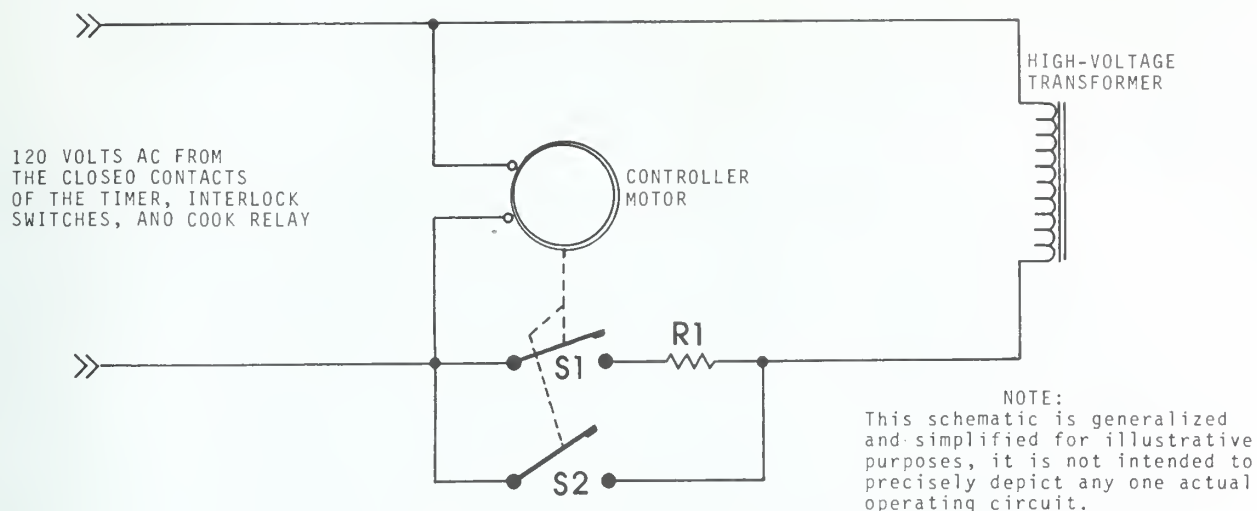 HIGH-VOLTAGE
TRANSFORMER
120 VOLTS AC FROM
THE CLOSEO CONTACTS
OF THE TIMER, INTERLOCK
SWITCHES, ANO COOK RELAY
CONTROLLER
MOTOR
R1
S1
S2
NOTE:
This schematic is generalized
and simplified for illustrative
purposes, it is not intended to
precisely depict any one actual
operating circuit.